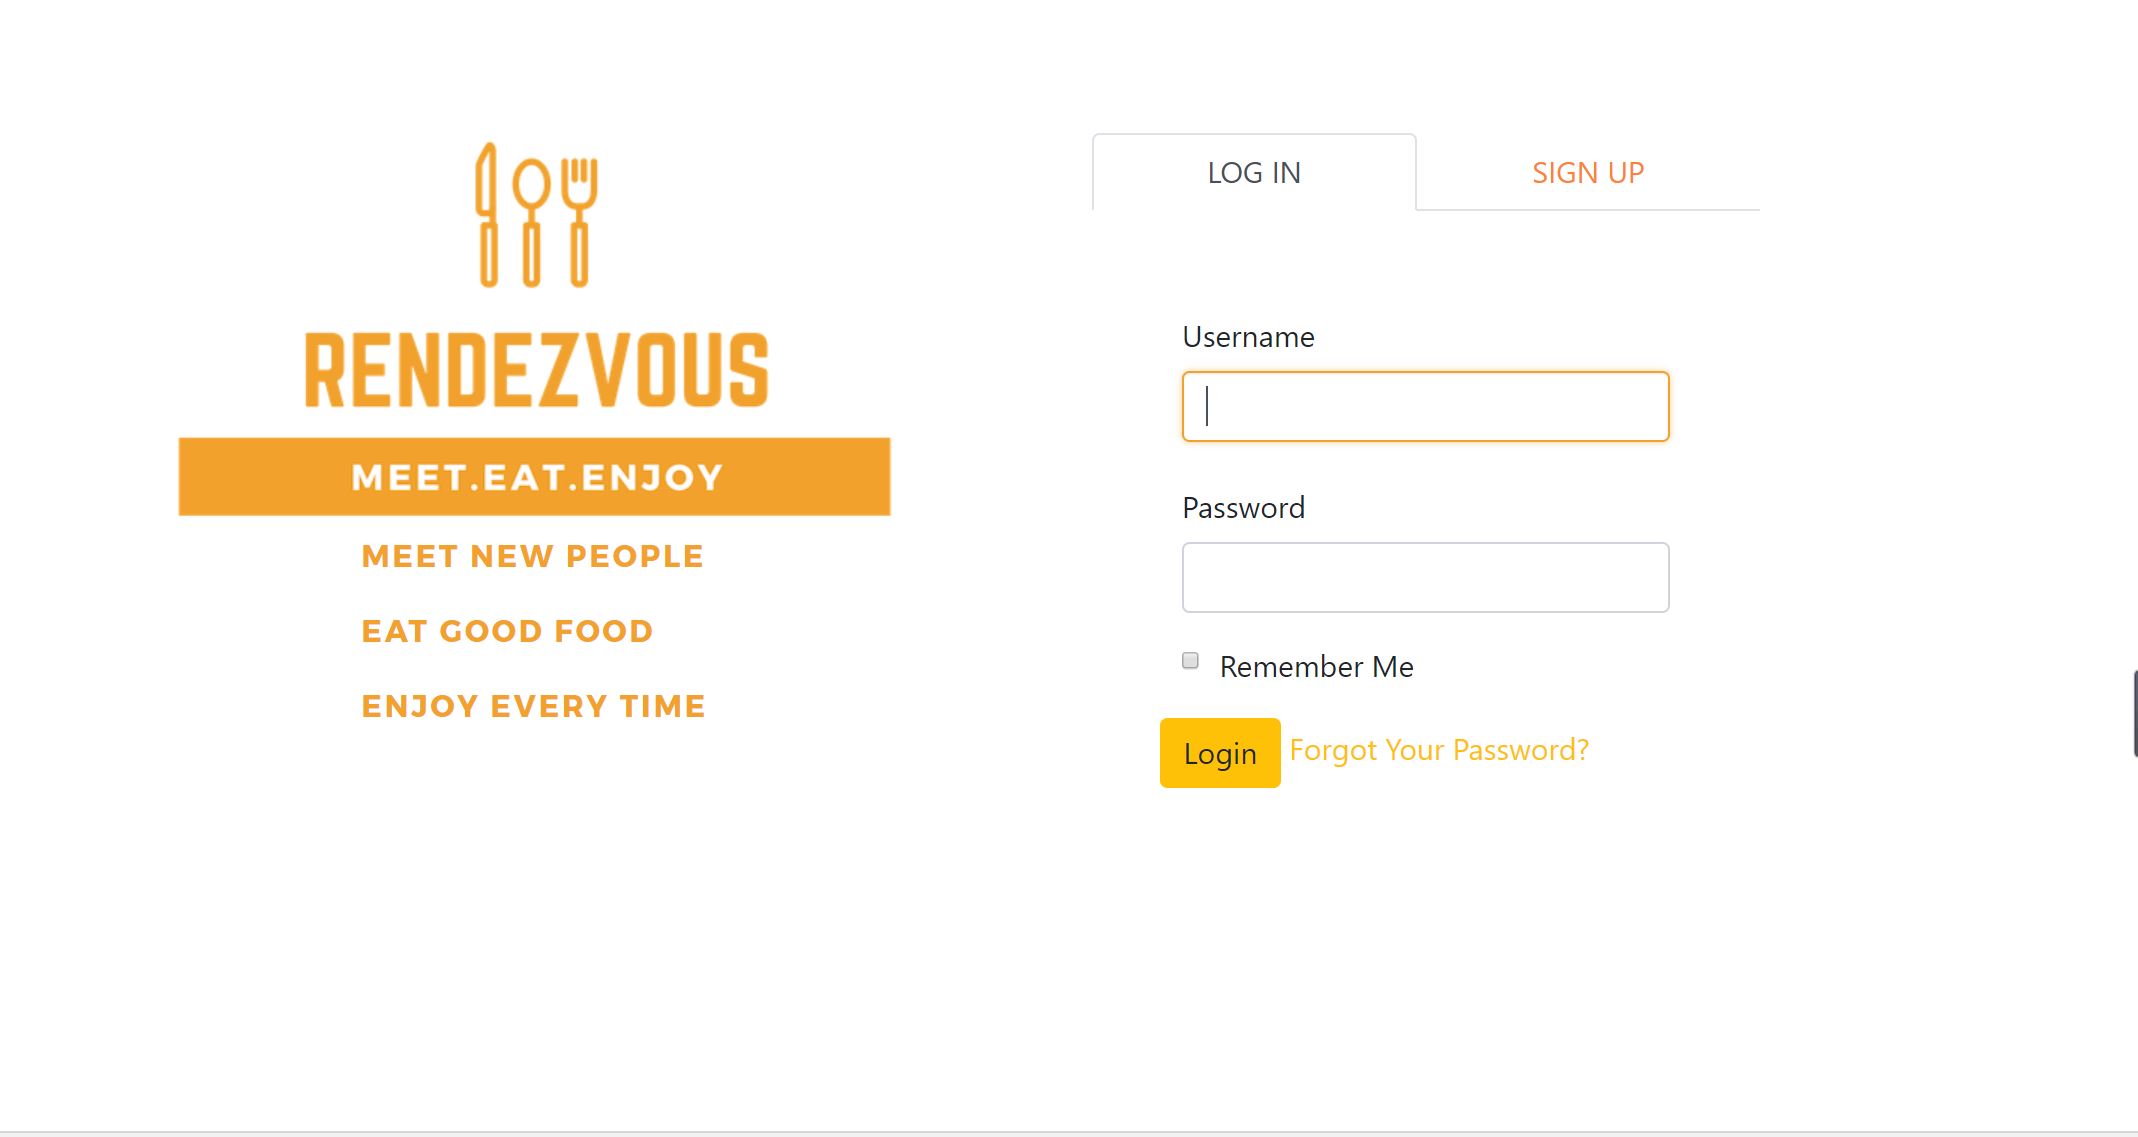 RENDEZVOUS
MEET.EAT.ENJOY
MEET NEW PEOPLE
EAT GOOD FOOD
ENJOY EVERY TIME
LOG IN
SIGN UP
Username
Password
Remember Me
Login
Forgot Your Password?